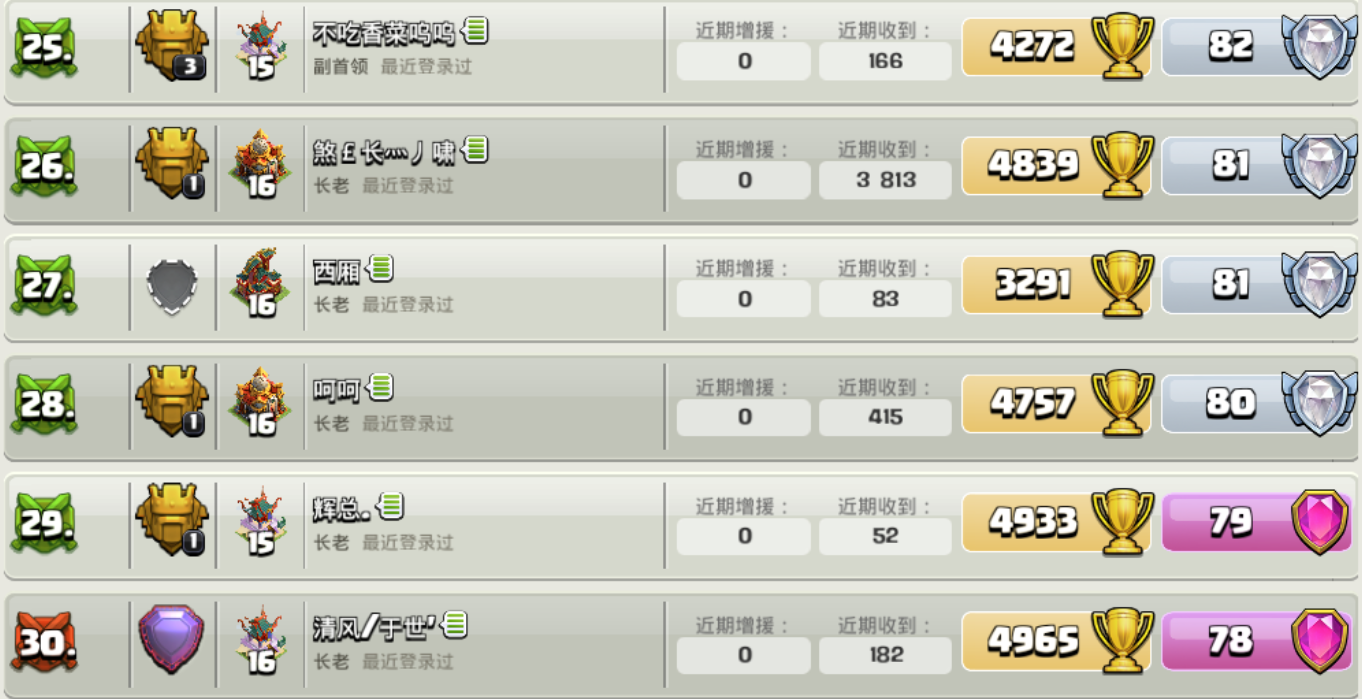 25.
3
15
不吃香菜呜呜
副首领 最近登录过
近期增援：
0
近期收到：
166
4272
82
26.
1
16
煞£长灬丿啸
长老 最近登录过
近期增援：
0
近期收到：
3 813
4839
81
27.
16
西厢
长老 最近登录过
近期增援：
0
近期收到：
83
3291
81
28.
1
16
呵呵
长老 最近登录过
近期增援：
0
近期收到：
415
4757
80
29.
1
15
辉总.
长老 最近登录过
近期增援：
0
近期收到：
52
4933
79
30.
16
清风/于世'
长老 最近登录过
近期增援：
0
近期收到：
182
4965
78